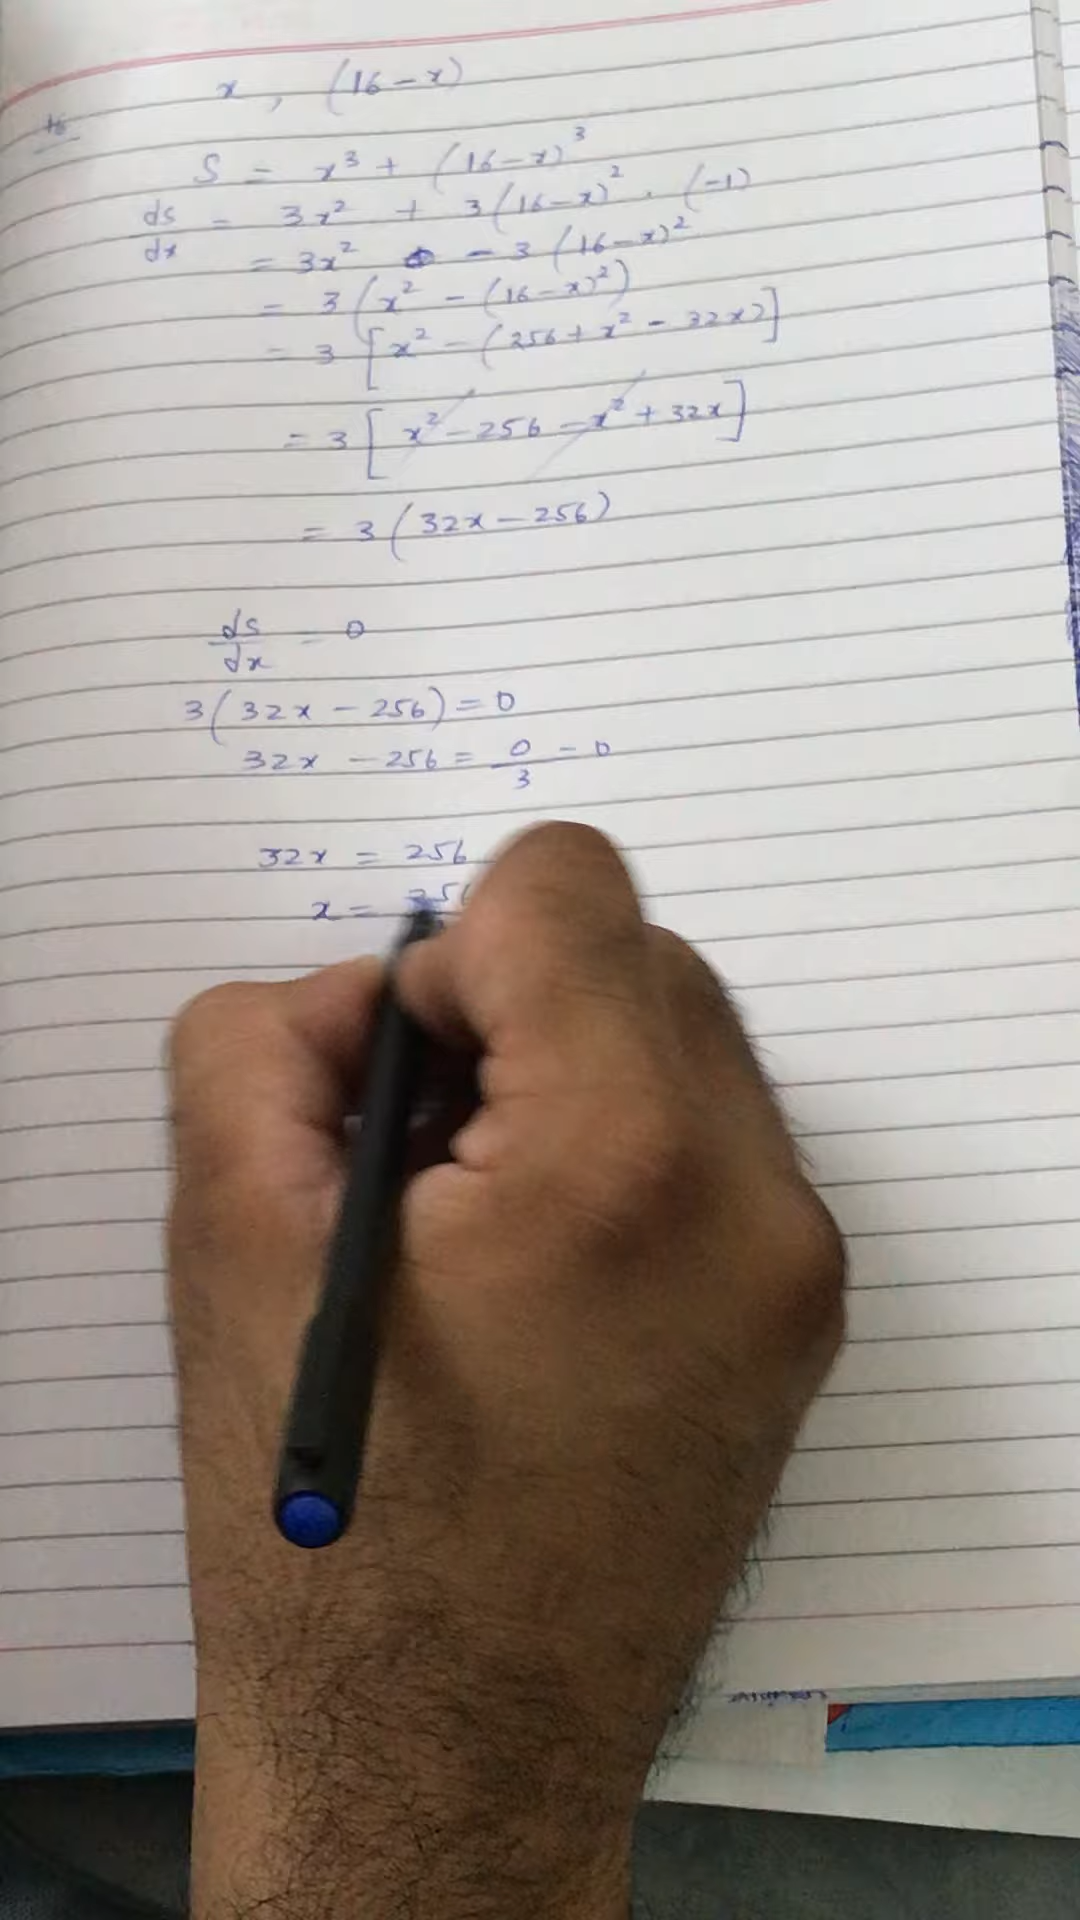 x , (16-x)
16
S = x³ + (16-x)³
ds/dx = 3x² + 3(16-x)² . (-1)
= 3x² - 3(16-x)²
= 3(x² - (16-x)²)
= 3[x² - (256 + x² - 32x)]
= 3[x² - 256 - x² + 32x]
= 3(32x - 256)
ds/dx = 0
3(32x - 256) = 0
32x - 256 = 0/3 = 0
32x = 256
x =